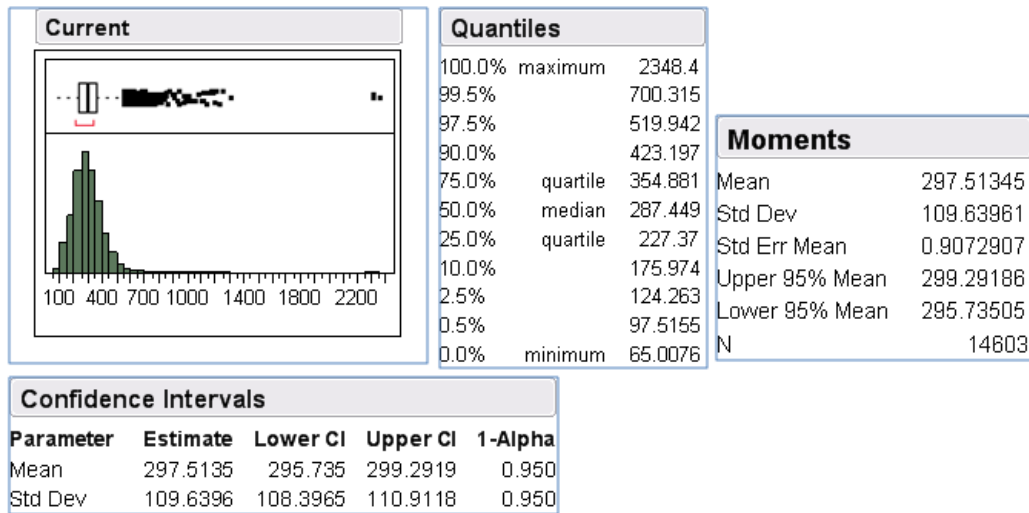 Current
100 400 700 1000 1400 1800 2200
Quantiles
100.0% maximum 2348.4
99.5% 700.315
97.5% 519.942
90.0% 423.197
75.0% quartile 354.881
50.0% median 287.449
25.0% quartile 227.37
10.0% 175.974
2.5% 124.263
0.5% 97.5155
0.0% minimum 65.0076
Moments
Mean 297.51345
Std Dev 109.63961
Std Err Mean 0.9072907
Upper 95% Mean 299.29186
Lower 95% Mean 295.73505
N 14603
Confidence Intervals
Parameter Estimate Lower CI Upper CI 1-Alpha
Mean 297.5135 295.735 299.2919 0.950
Std Dev 109.6396 108.3965 110.9118 0.950